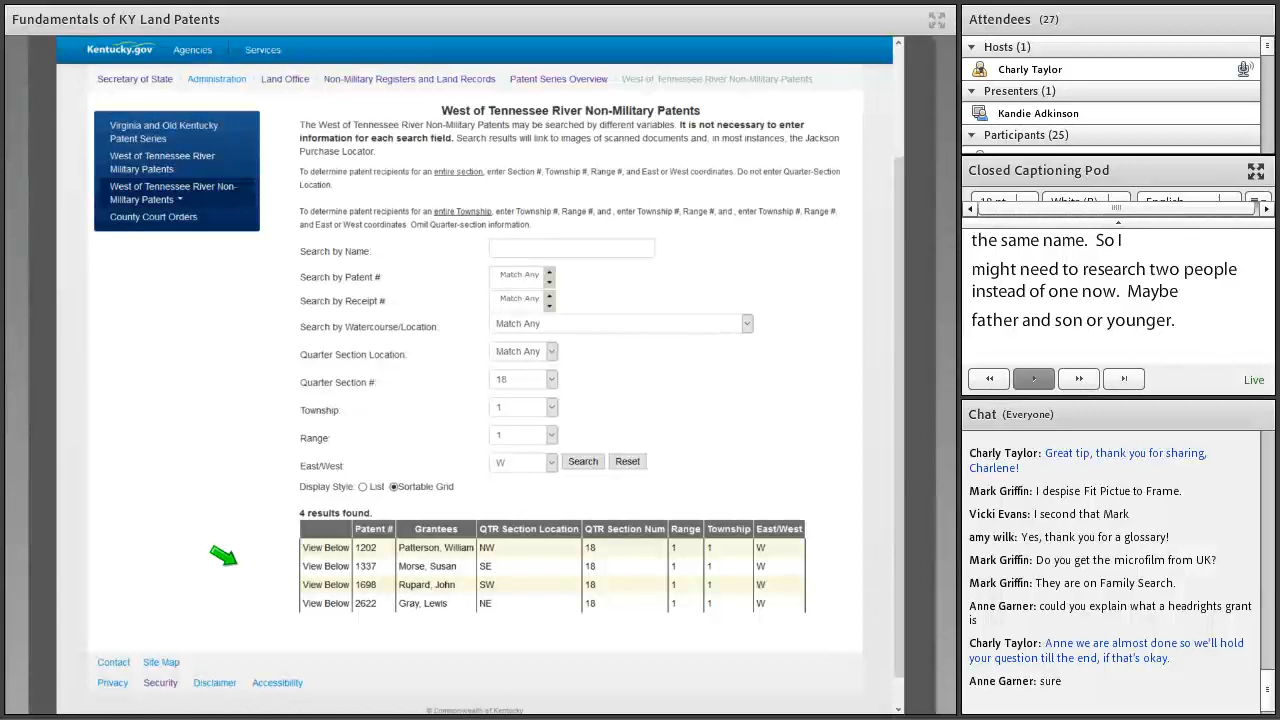 Fundamentals of KY Land Patents
Kentucky.gov Agencies Services
Secretary of State Administration Land Office Non-Military Registers and Land Records Patent Series Overview West of Tennessee River Non-Military Patents
Virginia and Old Kentucky
Patent Series
West of Tennessee River
Military Patents
West of Tennessee River Non-
Military Patents
County Court Orders
West of Tennessee River Non-Military Patents
The West of Tennessee River Non-Military Patents may be searched by different variables. It is not necessary to enter
information for each search field. Search results will link to images of scanned documents and, in most instances, the Jackson
Purchase Locator.
To determine patent recipients for an entire section, enter Section #, Township #, Range #, and East or West coordinates. Do not enter Quarter-Section
Location.
To determine patent recipients for an entire Township, enter Township #, Range #, and , enter Township #, Range #, and , enter Township #, Range #,
and East or West coordinates. Omit Quarter-section information.
Search by Name:
Search by Patent # Match Any
Search by Receipt # Match Any
Search by Watercourse/Location: Match Any
Quarter Section Location: Match Any
Quarter Section #: 18
Township: 1
Range: 1
East/West: W Search Reset
Display Style: List Sortable Grid
4 results found.
Patent # Grantees QTR Section Location QTR Section Num Range Township East/West
View Below 1202 Patterson, William NW 18 1 1 W
View Below 1337 Morse, Susan SE 18 1 1 W
View Below 1698 Rupard, John SW 18 1 1 W
View Below 2622 Gray, Lewis NE 18 1 1 W
Contact Site Map
Privacy Security Disclaimer Accessibility
© Commonwealth of Kentucky
Attendees (27)
Hosts (1)
Charly Taylor
Presenters (1)
Kandie Adkinson
Participants (25)
Closed Captioning Pod
the same name. So I
might need to research two people
instead of one now. Maybe
father and son or younger.
Live
Chat (Everyone)
Charly Taylor: Great tip, thank you for sharing,
Charlene!
Mark Griffin: I despise Fit Pictue to Frame.
Vicki Evans: I second that Mark
amy wilk: Yes, thank you for a glossary!
Mark Griffin: Do you get the microfilm from UK?
Mark Griffin: They are on Family Search.
Anne Garner: could you explain what a headrights grant
is
Charly Taylor: Anne we are almost done so we'll hold
your question till the end, if that's okay.
Anne Garner: sure